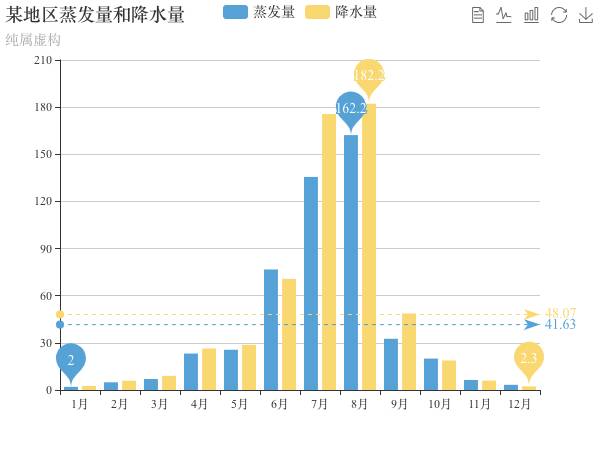 某地区蒸发量和降水量
蒸发量
降水量
纯属虚构
210
180
150
120
90
60
30
0
182.2
162.2
48.07
41.63
2
2.3
1月
2月
3月
4月
5月
6月
7月
8月
9月
10月
11月
12月